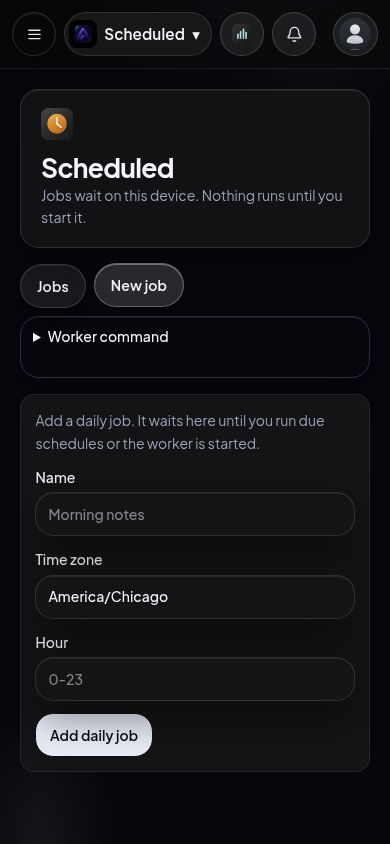 Scheduled ▾
Scheduled
Jobs wait on this device. Nothing runs until you
start it.
Jobs
New job
▶ Worker command
Add a daily job. It waits here until you run due
schedules or the worker is started.
Name
Morning notes
Time zone
America/Chicago
Hour
0-23
Add daily job